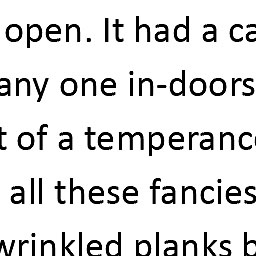 open. It had a ca
any one in-doors
t of a temperance
all these fancies
wrinkled planks b